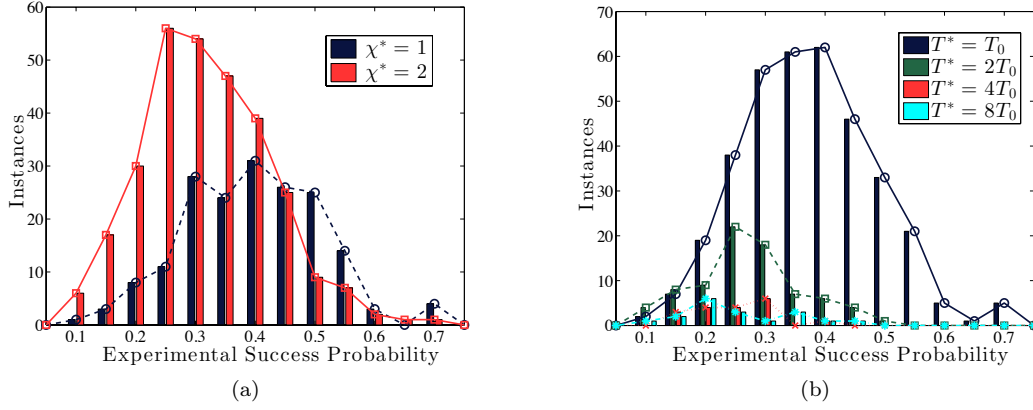 60
50
40
30
20
10
0
0.1 0.2 0.3 0.4 0.5 0.6 0.7
Instances
Experimental Success Probability
χ* = 1
χ* = 2
(a)
70
60
50
40
30
20
10
0
0.1 0.2 0.3 0.4 0.5 0.6 0.7
Instances
Experimental Success Probability
T* = T₀
T* = 2T₀
T* = 4T₀
T* = 8T₀
(b)